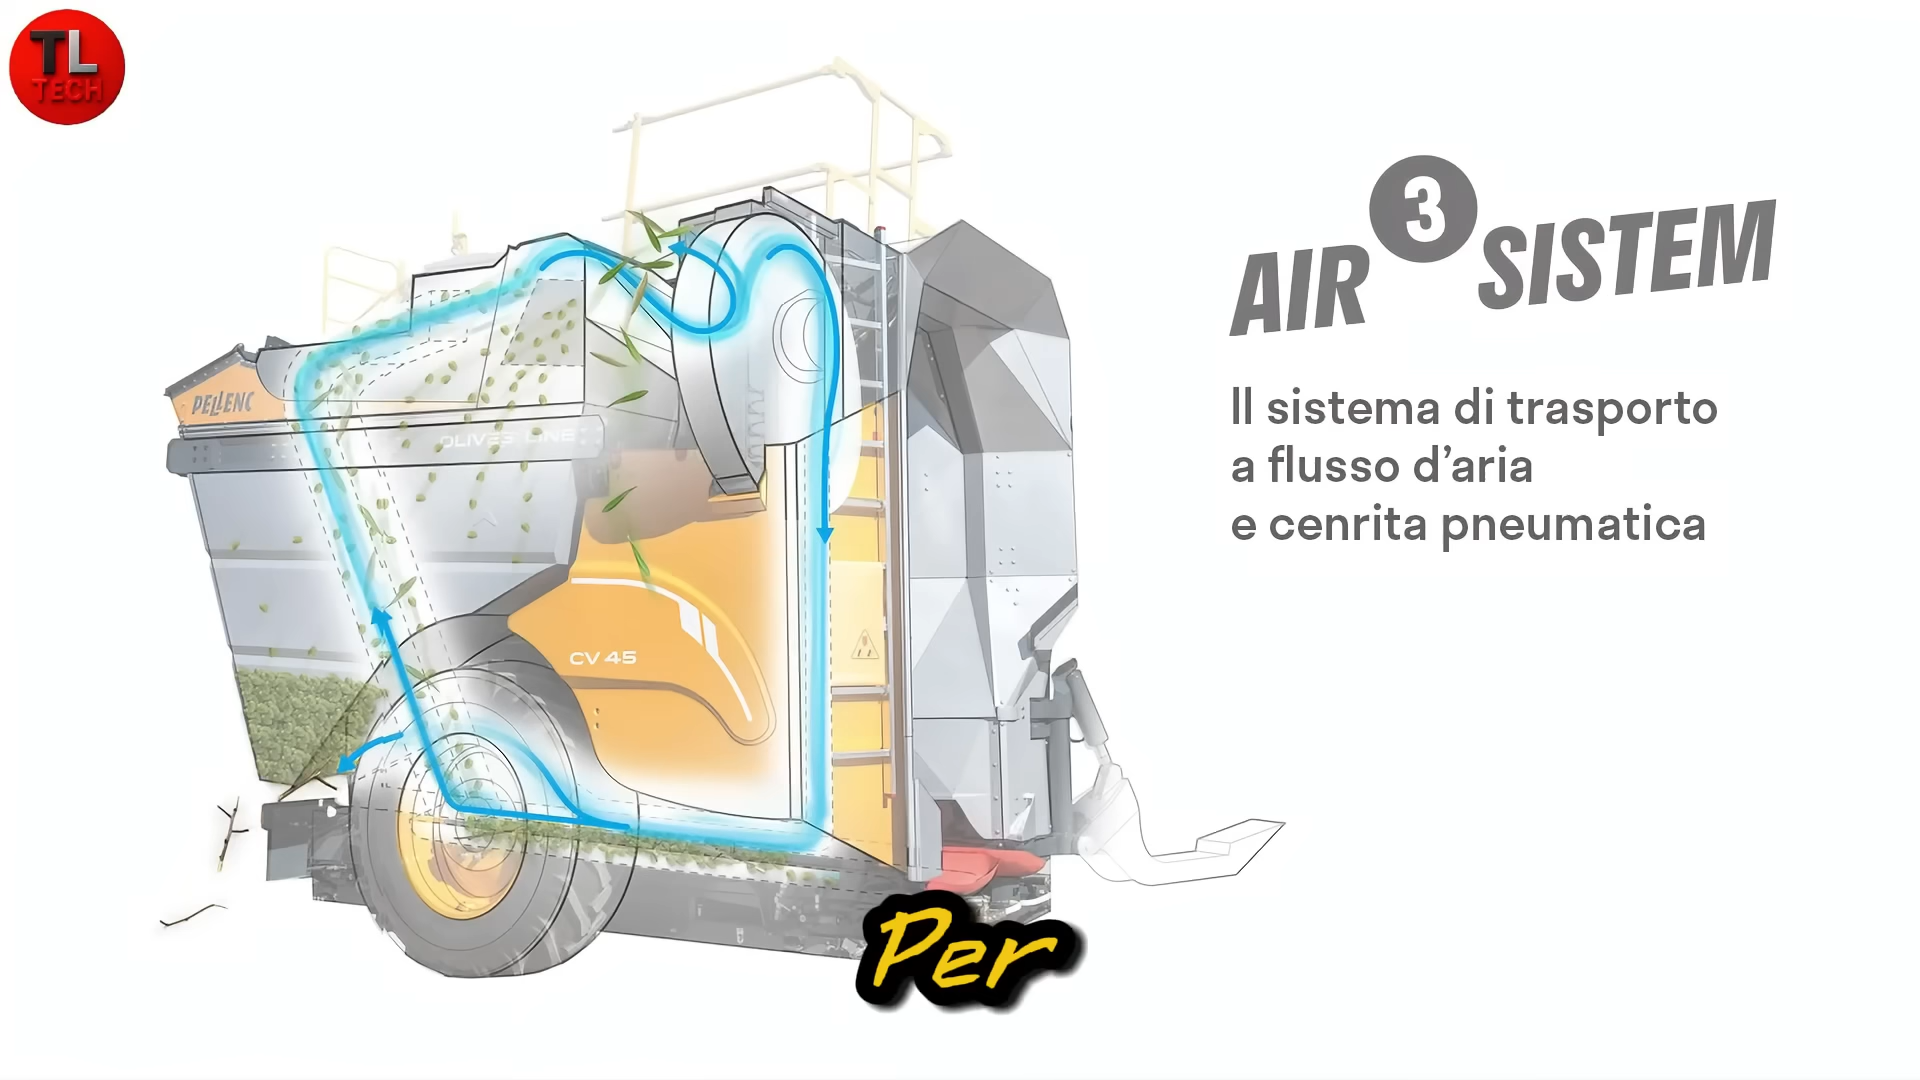 TL
TECH
3
AIR SISTEM
Il sistema di trasporto
a flusso d'aria
e cenrita pneumatica
PELLENC
OLIVES LINE
CV 45
Per